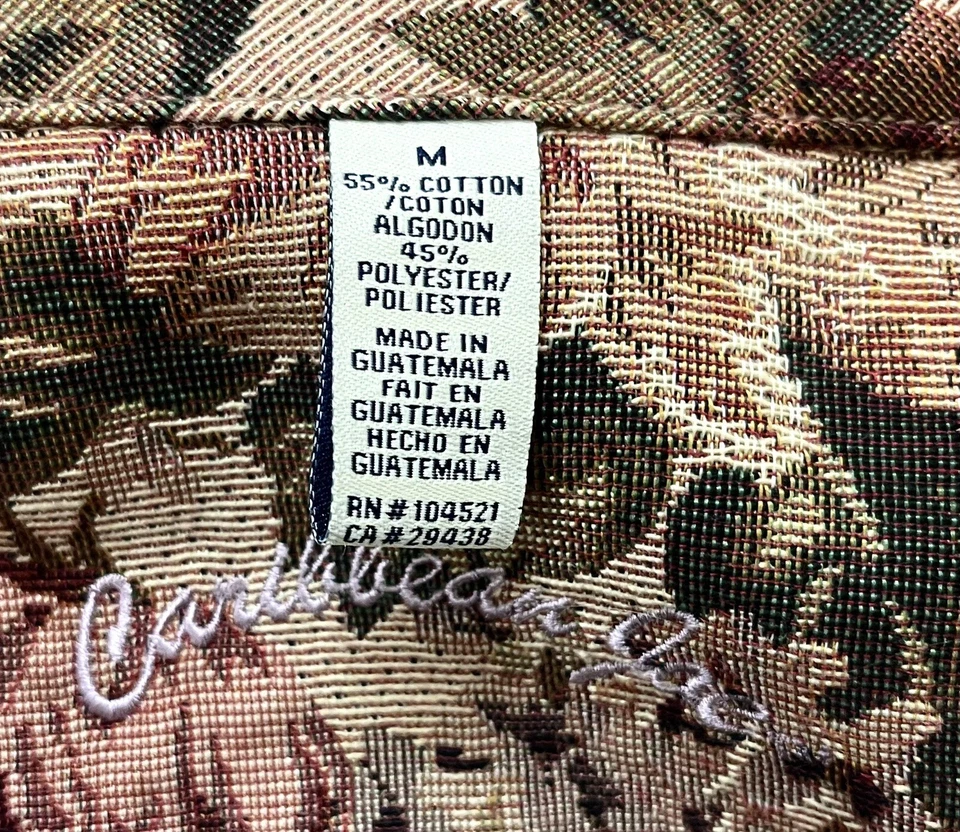 M
55% COTTON
/COTON
ALGODON
45%
POLYESTER/
POLIESTER
MADE IN
GUATEMALA
FAIT EN
GUATEMALA
HECHO EN
GUATEMALA
RN # 104521
CA # 29438
Caribbean Joe